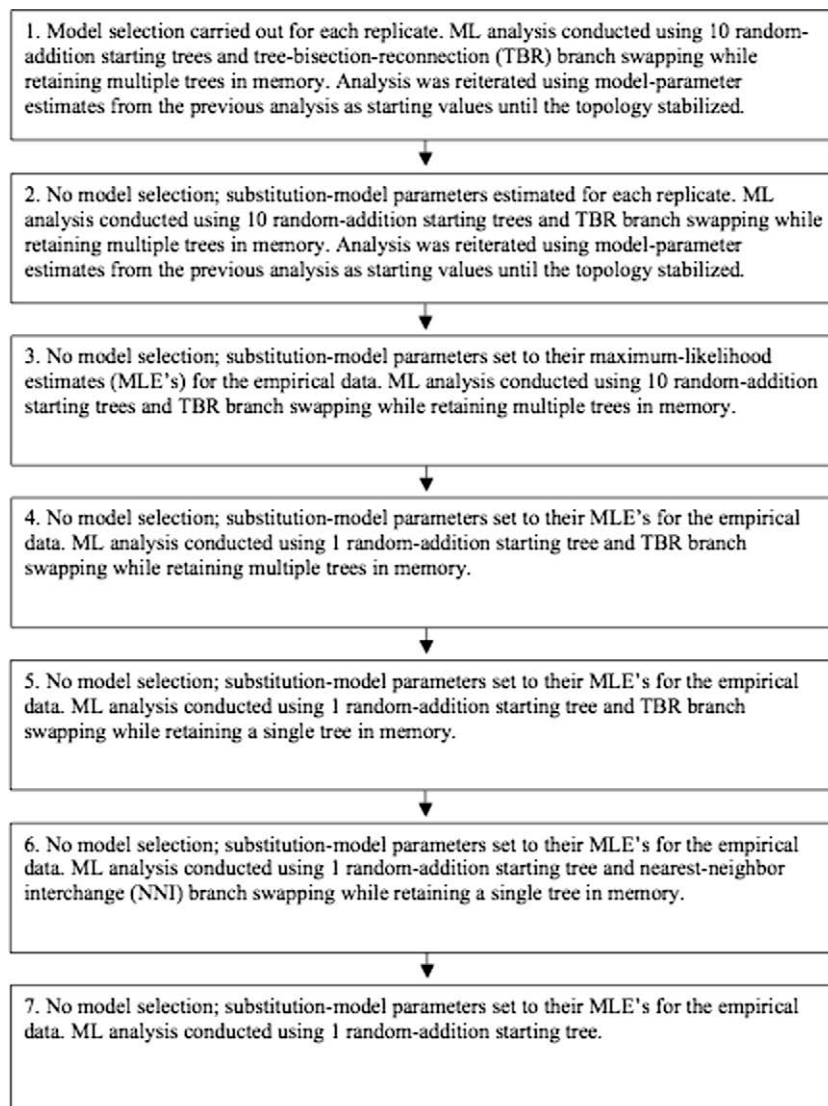 1. Model selection carried out for each replicate. ML analysis conducted using 10 random-
addition starting trees and tree-bisection-reconnection (TBR) branch swapping while
retaining multiple trees in memory. Analysis was reiterated using model-parameter
estimates from the previous analysis as starting values until the topology stabilized.
2. No model selection; substitution-model parameters estimated for each replicate. ML
analysis conducted using 10 random-addition starting trees and TBR branch swapping while
retaining multiple trees in memory. Analysis was reiterated using model-parameter
estimates from the previous analysis as starting values until the topology stabilized.
3. No model selection; substitution-model parameters set to their maximum-likelihood
estimates (MLE's) for the empirical data. ML analysis conducted using 10 random-addition
starting trees and TBR branch swapping while retaining multiple trees in memory.
4. No model selection; substitution-model parameters set to their MLE's for the empirical
data. ML analysis conducted using 1 random-addition starting tree and TBR branch
swapping while retaining multiple trees in memory.
5. No model selection; substitution-model parameters set to their MLE's for the empirical
data. ML analysis conducted using 1 random-addition starting tree and TBR branch
swapping while retaining a single tree in memory.
6. No model selection; substitution-model parameters set to their MLE's for the empirical
data. ML analysis conducted using 1 random-addition starting tree and nearest-neighbor
interchange (NNI) branch swapping while retaining a single tree in memory.
7. No model selection; substitution-model parameters set to their MLE's for the empirical
data. ML analysis conducted using 1 random-addition starting tree.